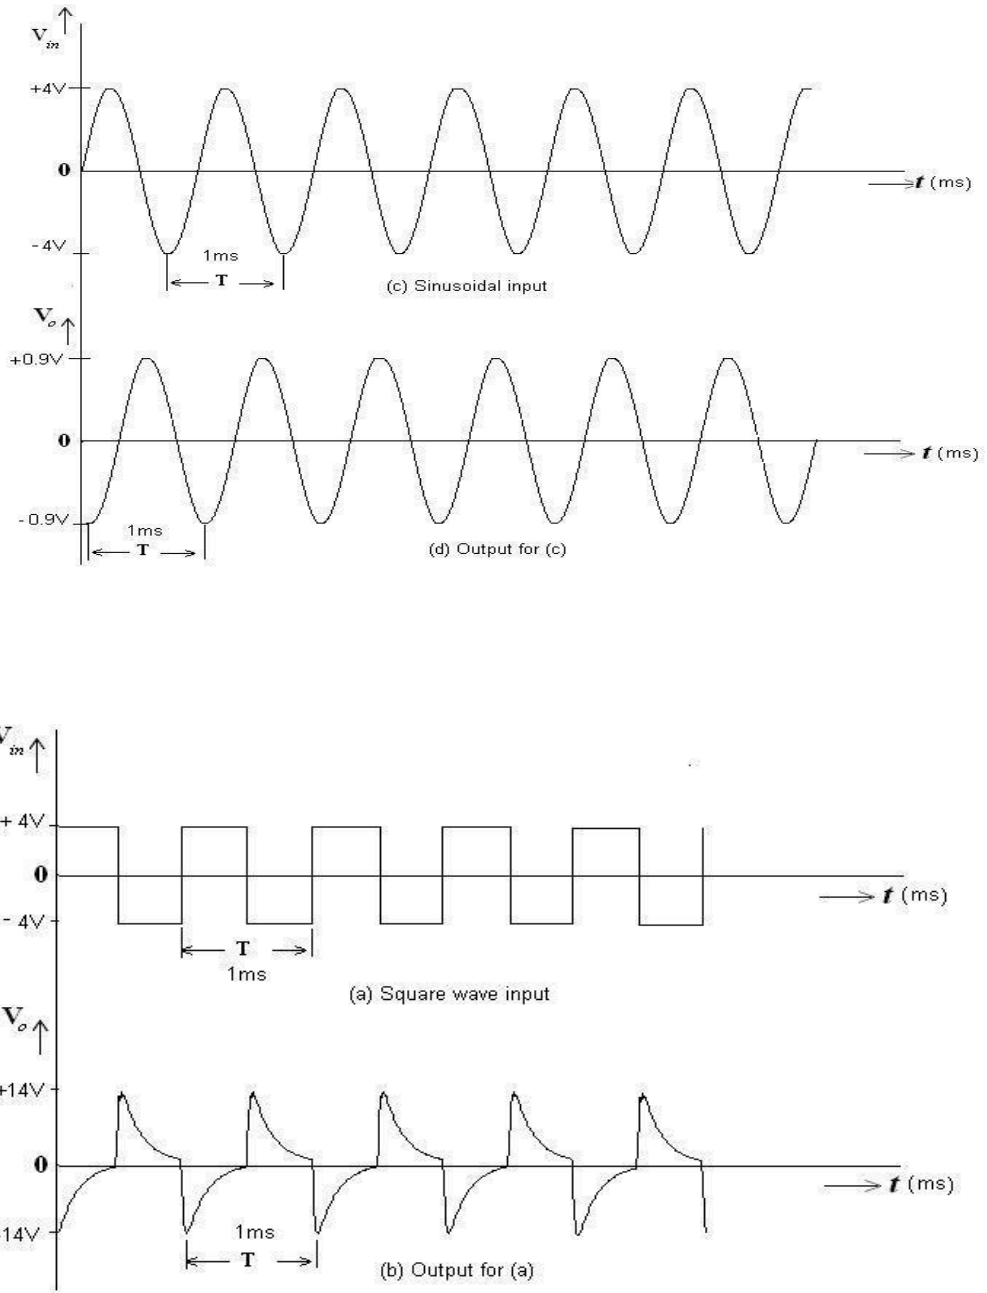 Vin
+4V
0
t (ms)
- 4V
1ms
T
(c) Sinusoidal input
Vo
+0.9V
0
t (ms)
- 0.9V
1ms
T
(d) Output for (c)
Vin
+ 4V
0
t (ms)
- 4V
T
1ms
(a) Square wave input
Vo
+14V
0
t (ms)
14V
1ms
T
(b) Output for (a)